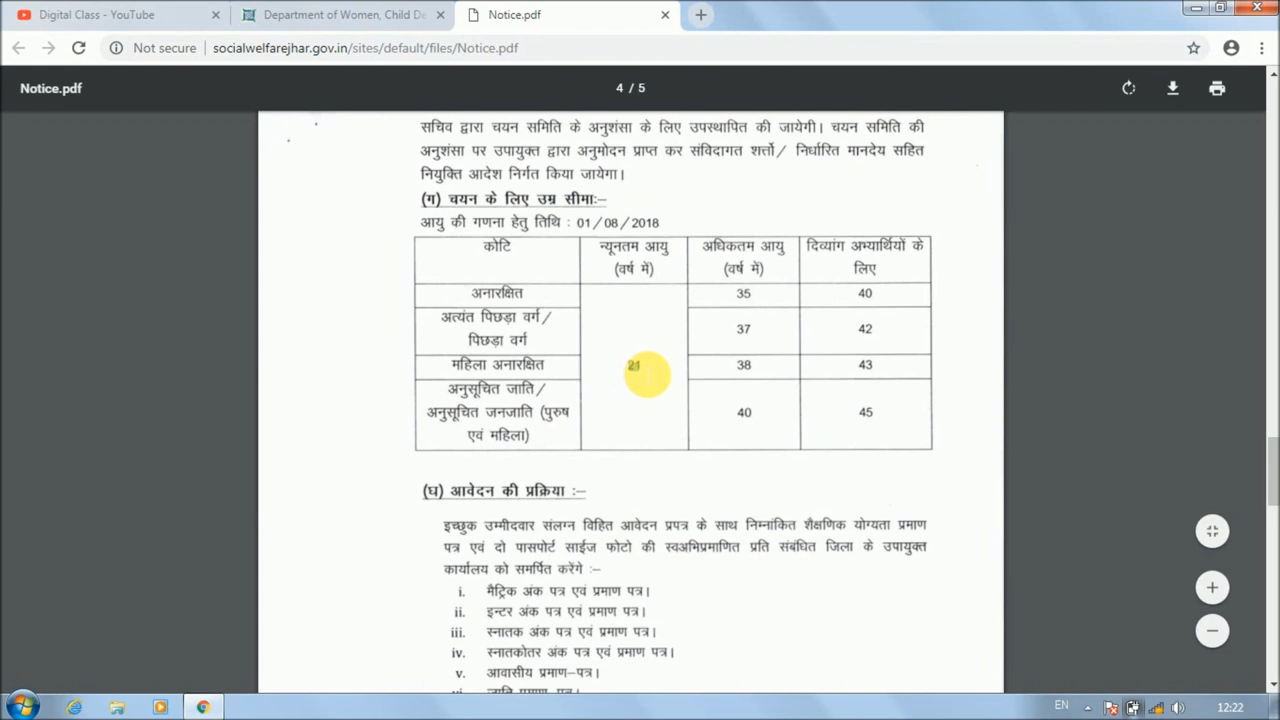 Digital Class - YouTube
Department of Women, Child De
Notice.pdf
Not secure
socialwelfarejhar.gov.in/sites/default/files/Notice.pdf
Notice.pdf
4 / 5
सचिव द्वारा चयन समिति के अनुशंसा के लिए उपस्थापित की जायेगी। चयन समिति की
अनुशंसा पर उपायुक्त द्वारा अनुमोदन प्राप्त कर संविदागत शर्त्तो/ निर्धारित मानदेय सहित
नियुक्ति आदेश निर्गत किया जायेगा।
(ग) चयन के लिए उम्र सीमाः–
आयु की गणना हेतु तिथि : 01/08/2018
कोटि न्यूनतम आयु अधिकतम आयु दिव्यांग अभ्यार्थियों के
(वर्ष में) (वर्ष में) लिए
अनारक्षित 35 40
अत्यंत पिछड़ा वर्ग/
37 42
पिछड़ा वर्ग
महिला अनारक्षित 21 38 43
अनुसूचित जाति/
अनुसूचित जनजाति (पुरुष 40 45
एवं महिला)
(घ) आवेदन की प्रक्रिया :–
इच्छुक उम्मीदवार संलग्न विहित आवेदन प्रपत्र के साथ निम्नांकित शैक्षणिक योग्यता प्रमाण
पत्र एवं दो पासपोर्ट साईज फोटो की स्वअभिप्रमाणित प्रति संबंधित जिला के उपायुक्त
कार्यालय को समर्पित करेंगे :–
i. मैट्रिक अंक पत्र एवं प्रमाण पत्र।
ii. इन्टर अंक पत्र एवं प्रमाण पत्र।
iii. स्नातक अंक पत्र एवं प्रमाण पत्र।
iv. स्नातकोतर अंक पत्र एवं प्रमाण पत्र।
v. आवासीय प्रमाण–पत्र।
EN
12:22